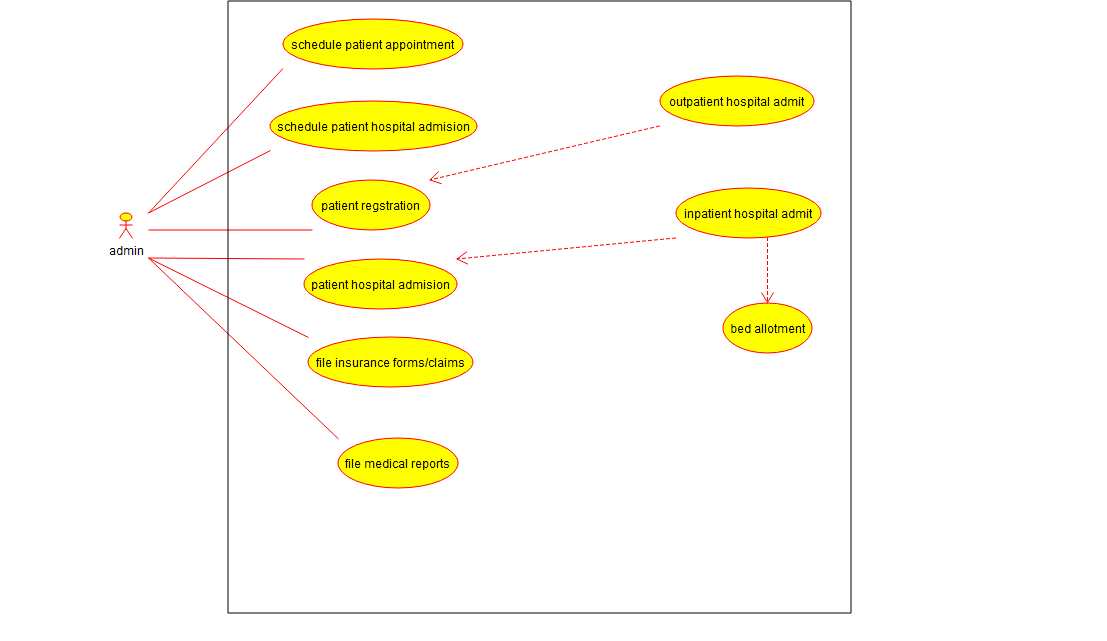 schedule patient appointment
outpatient hospital admit
schedule patient hospital admision
patient regstration
inpatient hospital admit
admin
patient hospital admision
bed allotment
file insurance forms/claims
file medical reports